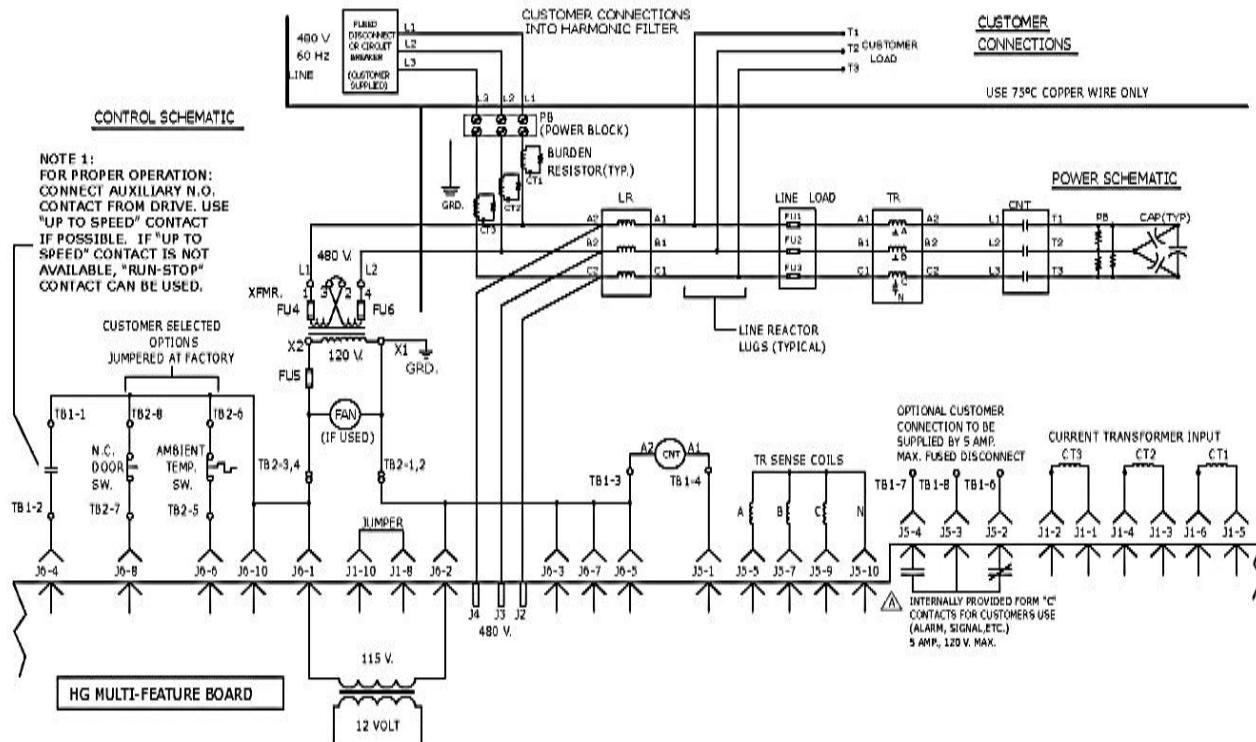 CUSTOMER CONNECTIONS
INTO HARMONIC FILTER
CUSTOMER
CONNECTIONS
480 V
60 HZ
LINE
FUSED
DISCONNECT
OR CIRCUIT
BREAKER
(CUSTOMER
SUPPLIED)
L1
L2
L3
T1
T2
T3
CUSTOMER
LOAD
USE 75ºC COPPER WIRE ONLY
L3 L2 L1
PB
(POWER BLOCK)
CONTROL SCHEMATIC
NOTE 1:
FOR PROPER OPERATION:
CONNECT AUXILIARY N.O.
CONTACT FROM DRIVE. USE
"UP TO SPEED" CONTACT
IF POSSIBLE. IF "UP TO
SPEED" CONTACT IS NOT
AVAILABLE, "RUN-STOP"
CONTACT CAN BE USED.
GRD.
BURDEN
RESISTOR(TYP.)
CT1
CT2
CT3
POWER SCHEMATIC
LR
LINE LOAD
TR
CNT
PB
CAP(TYP)
A2 A1
B2 B1
C2 C1
FU1
FU2
FU3
A1 A A2
B1 B B2
C1 C C2
N
L1 T1
L2 T2
L3 T3
LINE REACTOR
LUGS (TYPICAL)
480 V.
L1 L2
XFMR.
1 3 2 4
FU4 FU6
X2 120 V. X1
GRD.
FU5
FAN
(IF USED)
CUSTOMER SELECTED
OPTIONS
JUMPERED AT FACTORY
TB1-1 TB2-8 TB2-6
N.C.
DOOR
SW.
AMBIENT
TEMP.
SW.
TB1-2 TB2-7 TB2-5
TB2-3,4 TB2-1,2
A2 CNT A1
TB1-3 TB1-4
TR SENSE COILS
A B C N
OPTIONAL CUSTOMER
CONNECTION TO BE
SUPPLIED BY 5 AMP.
MAX. FUSED DISCONNECT
TB1-7 TB1-8 TB1-6
CURRENT TRANSFORMER INPUT
CT3 CT2 CT1
JUMPER
J6-4 J6-8 J6-6 J6-10 J6-1 J1-10 J1-8 J6-2 J6-3 J6-7 J6-5 J5-1 J5-5 J5-7 J5-9 J5-10
J5-4 J5-3 J5-2 J1-2 J1-1 J1-4 J1-3 J1-6 J1-5
J4 J3 J2
480 V.
A
INTERNALLY PROVIDED FORM "C"
CONTACTS FOR CUSTOMERS USE
(ALARM, SIGNAL,ETC.)
5 AMP., 120 V. MAX.
115 V.
12 VOLT
HG MULTI-FEATURE BOARD